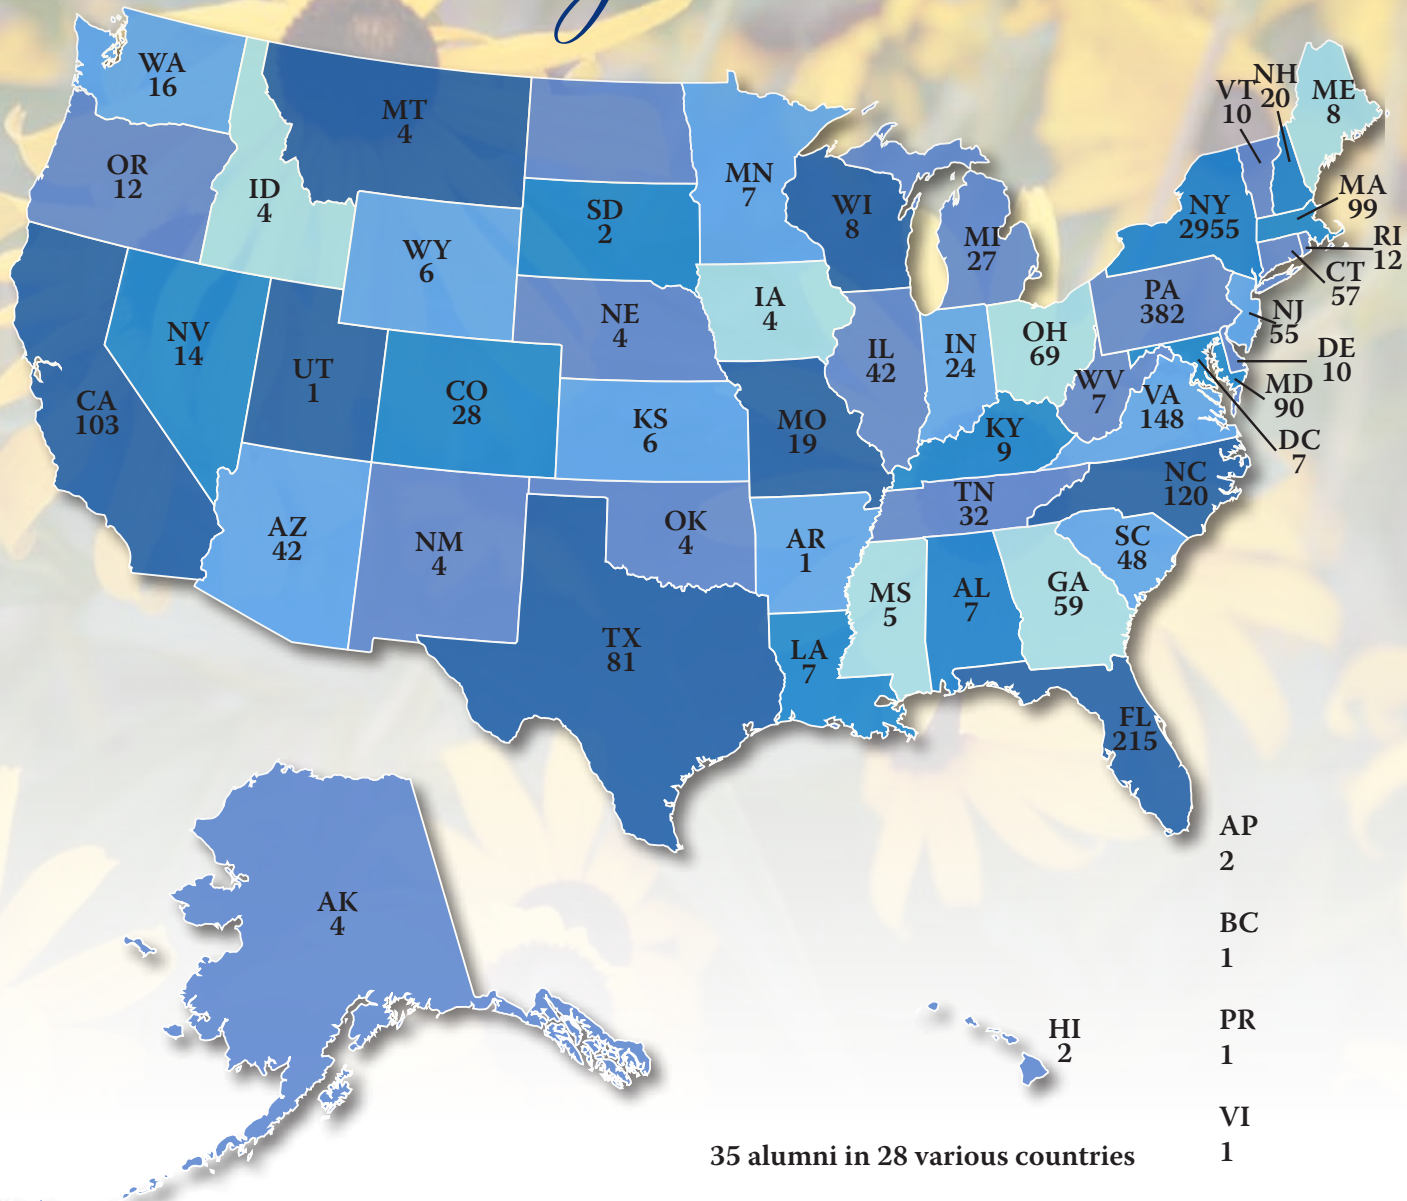 WA
16
OR
12
CA
103
ID
4
NV
14
MT
4
WY
6
UT
1
AZ
42
CO
28
NM
4
SD
2
NE
4
KS
6
OK
4
TX
81
MN
7
IA
4
MO
19
AR
1
LA
7
WI
8
IL
42
MS
5
MI
27
IN
24
KY
9
TN
32
AL
7
OH
69
WV
7
GA
59
FL
215
SC
48
NC
120
VA
148
PA
382
NY
2955
VT
10
NH
20
ME
8
MA
99
RI
12
CT
57
NJ
55
DE
10
MD
90
DC
7
AK
4
HI
2
AP
2
BC
1
PR
1
VI
1
35 alumni in 28 various countries